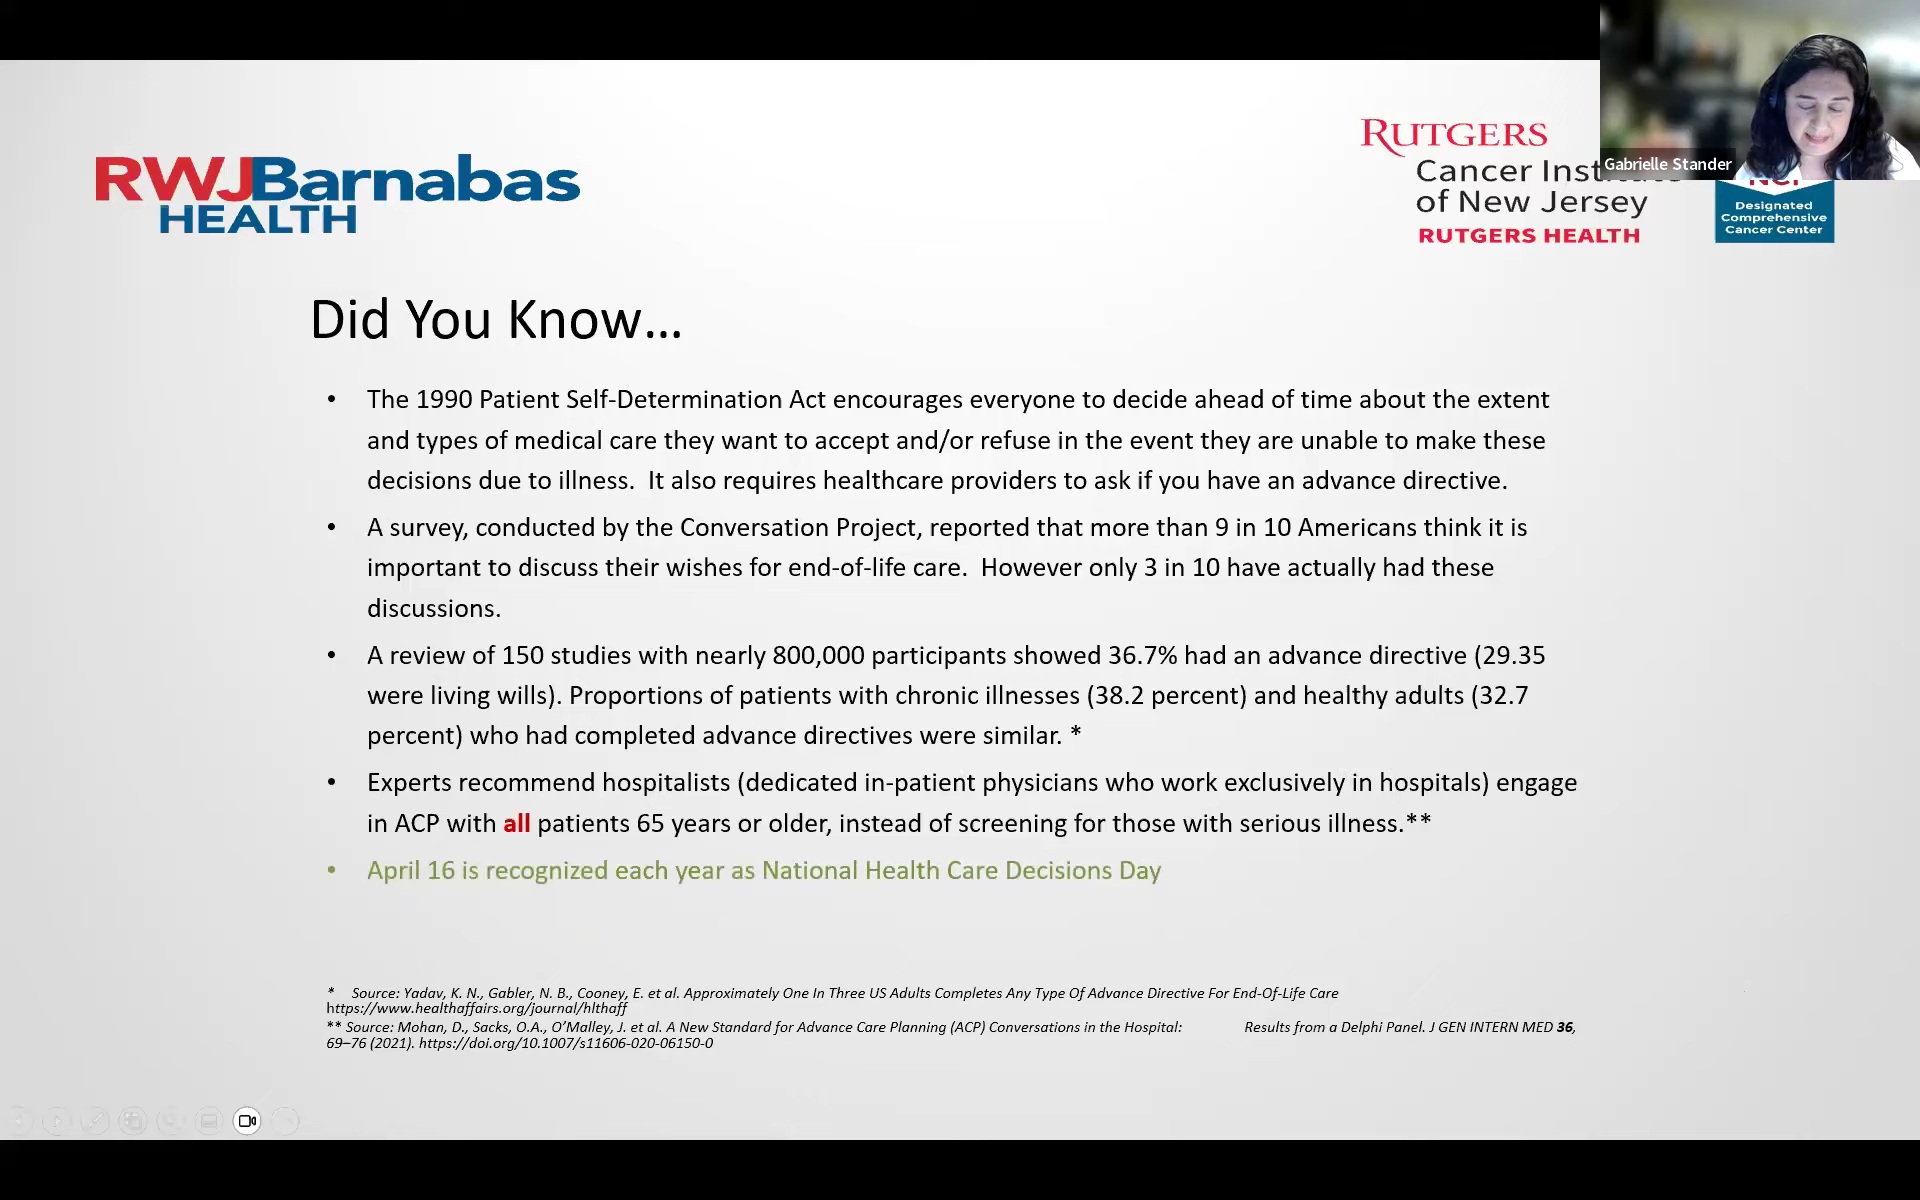 RWJBarnabas
HEALTH
RUTGERS
Cancer Institute
of New Jersey
RUTGERS HEALTH
Gabrielle Stander
NCI
Designated
Comprehensive
Cancer Center
Did You Know...
• The 1990 Patient Self-Determination Act encourages everyone to decide ahead of time about the extent
and types of medical care they want to accept and/or refuse in the event they are unable to make these
decisions due to illness.  It also requires healthcare providers to ask if you have an advance directive.
• A survey, conducted by the Conversation Project, reported that more than 9 in 10 Americans think it is
important to discuss their wishes for end-of-life care.  However only 3 in 10 have actually had these
discussions.
• A review of 150 studies with nearly 800,000 participants showed 36.7% had an advance directive (29.35
were living wills). Proportions of patients with chronic illnesses (38.2 percent) and healthy adults (32.7
percent) who had completed advance directives were similar. *
• Experts recommend hospitalists (dedicated in-patient physicians who work exclusively in hospitals) engage
in ACP with all patients 65 years or older, instead of screening for those with serious illness.**
• April 16 is recognized each year as National Health Care Decisions Day
* Source: Yadav, K. N., Gabler, N. B., Cooney, E. et al. Approximately One In Three US Adults Completes Any Type Of Advance Directive For End-Of-Life Care
https://www.healthaffairs.org/journal/hlthaff
** Source: Mohan, D., Sacks, O.A., O'Malley, J. et al. A New Standard for Advance Care Planning (ACP) Conversations in the Hospital: Results from a Delphi Panel. J GEN INTERN MED 36,
69–76 (2021). https://doi.org/10.1007/s11606-020-06150-0